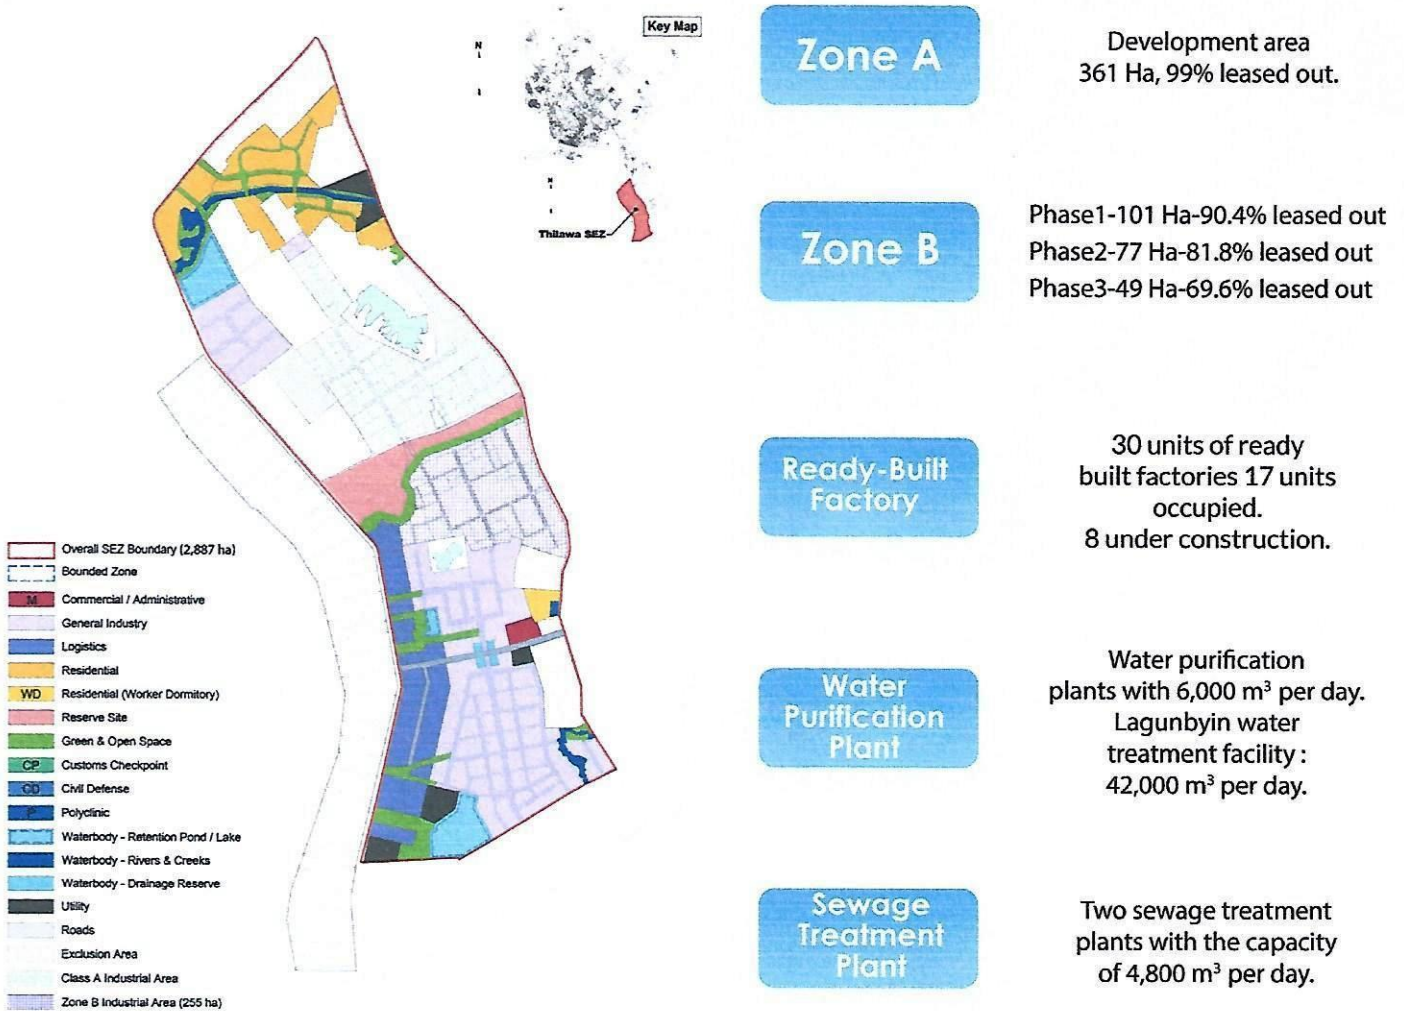 Key Map
N
N
Thilawa SEZ
Overall SEZ Boundary (2,887 ha)
Bounded Zone
M Commercial / Administrative
General Industry
Logistics
Residential
WD Residential (Worker Dormitory)
Reserve Site
Green & Open Space
CP Customs Checkpoint
CD Civil Defense
P Polyclinic
Waterbody - Retention Pond / Lake
Waterbody - Rivers & Creeks
Waterbody - Drainage Reserve
Utility
Roads
Exclusion Area
Class A Industrial Area
Zone B Industrial Area (255 ha)
Zone A
Development area
361 Ha, 99% leased out.
Zone B
Phase1-101 Ha-90.4% leased out
Phase2-77 Ha-81.8% leased out
Phase3-49 Ha-69.6% leased out
Ready-Built
Factory
30 units of ready
built factories 17 units
occupied.
8 under construction.
Water
Purification
Plant
Water purification
plants with 6,000 m³ per day.
Lagunbyin water
treatment facility :
42,000 m³ per day.
Sewage
Treatment
Plant
Two sewage treatment
plants with the capacity
of 4,800 m³ per day.